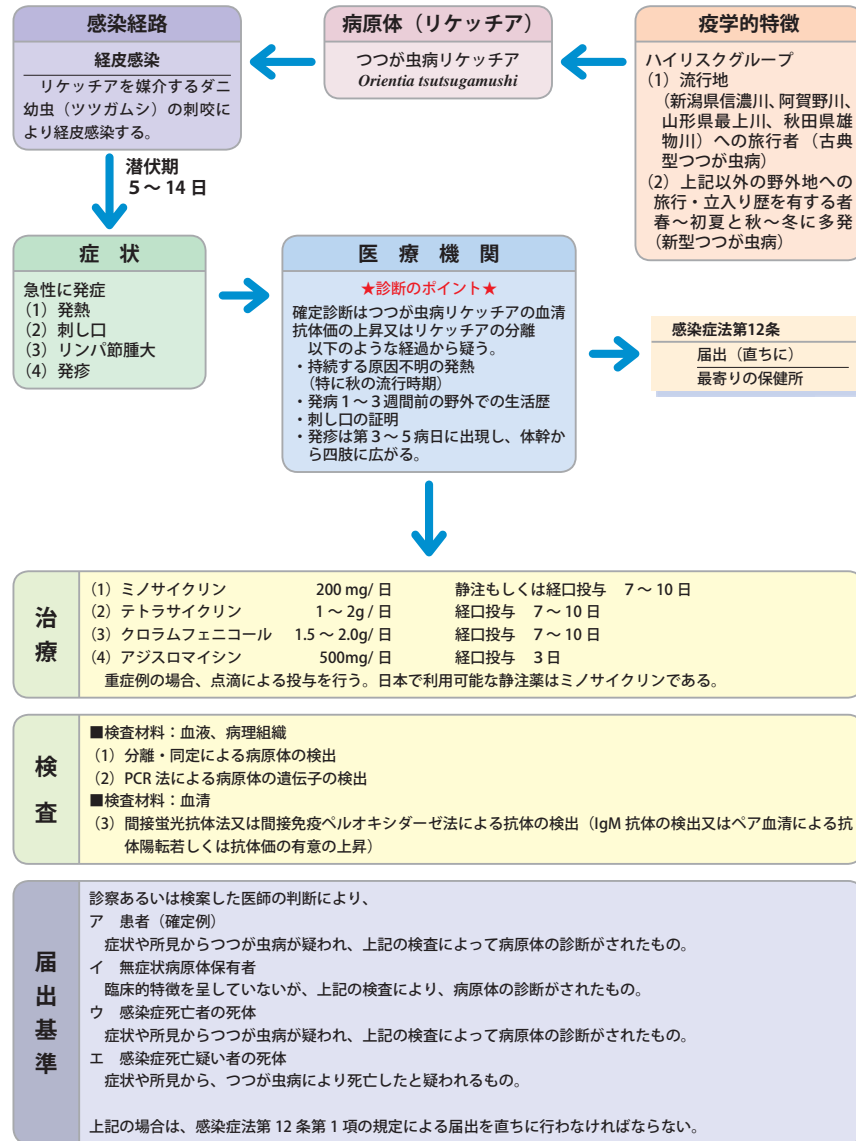 感染経路
経皮感染
リケッチアを媒介するダニ
幼虫（ツツガムシ）の刺咬に
より経皮感染する。
病原体（リケッチア）
つつが虫病リケッチア
Orientia tsutsugamushi
疫学的特徴
ハイリスクグループ
(1) 流行地
（新潟県信濃川、阿賀野川、
山形県最上川、秋田県雄
物川）への旅行者（古典
型つつが虫病）
(2) 上記以外の野外地への
旅行・立入り歴を有する者
春～初夏と秋～冬に多発
（新型つつが虫病）
潜伏期
5～14日
症　状
急性に発症
(1) 発熱
(2) 刺し口
(3) リンパ節腫大
(4) 発疹
医　療　機　関
★診断のポイント★
確定診断はつつが虫病リケッチアの血清
抗体価の上昇又はリケッチアの分離
以下のような経過から疑う。
・持続する原因不明の発熱
（特に秋の流行時期）
・発病1～3週間前の野外での生活歴
・刺し口の証明
・発疹は第3～5病日に出現し、体幹か
ら四肢に広がる。
感染症法第12条
届出（直ちに）
最寄りの保健所
治療
(1) ミノサイクリン　200 mg/ 日　静注もしくは経口投与　7～10日
(2) テトラサイクリン　1～2g / 日　経口投与　7～10日
(3) クロラムフェニコール　1.5～2.0g/ 日　経口投与　7～10日
(4) アジスロマイシン　500mg/ 日　経口投与　3日
重症例の場合、点滴による投与を行う。日本で利用可能な静注薬はミノサイクリンである。
検査
■検査材料：血液、病理組織
(1) 分離・同定による病原体の検出
(2) PCR 法による病原体の遺伝子の検出
■検査材料：血清
(3) 間接蛍光抗体法又は間接免疫ペルオキシダーゼ法による抗体の検出（IgM 抗体の検出又はペア血清による抗
体陽転若しくは抗体価の有意の上昇）
届出基準
診察あるいは検案した医師の判断により、
ア　患者（確定例）
症状や所見からつつが虫病が疑われ、上記の検査によって病原体の診断がされたもの。
イ　無症状病原体保有者
臨床的特徴を呈していないが、上記の検査により、病原体の診断がされたもの。
ウ　感染症死亡者の死体
症状や所見からつつが虫病が疑われ、上記の検査によって病原体の診断がされたもの。
エ　感染症死亡疑い者の死体
症状や所見から、つつが虫病により死亡したと疑われるもの。
上記の場合は、感染症法第 12 条第 1 項の規定による届出を直ちに行わなければならない。